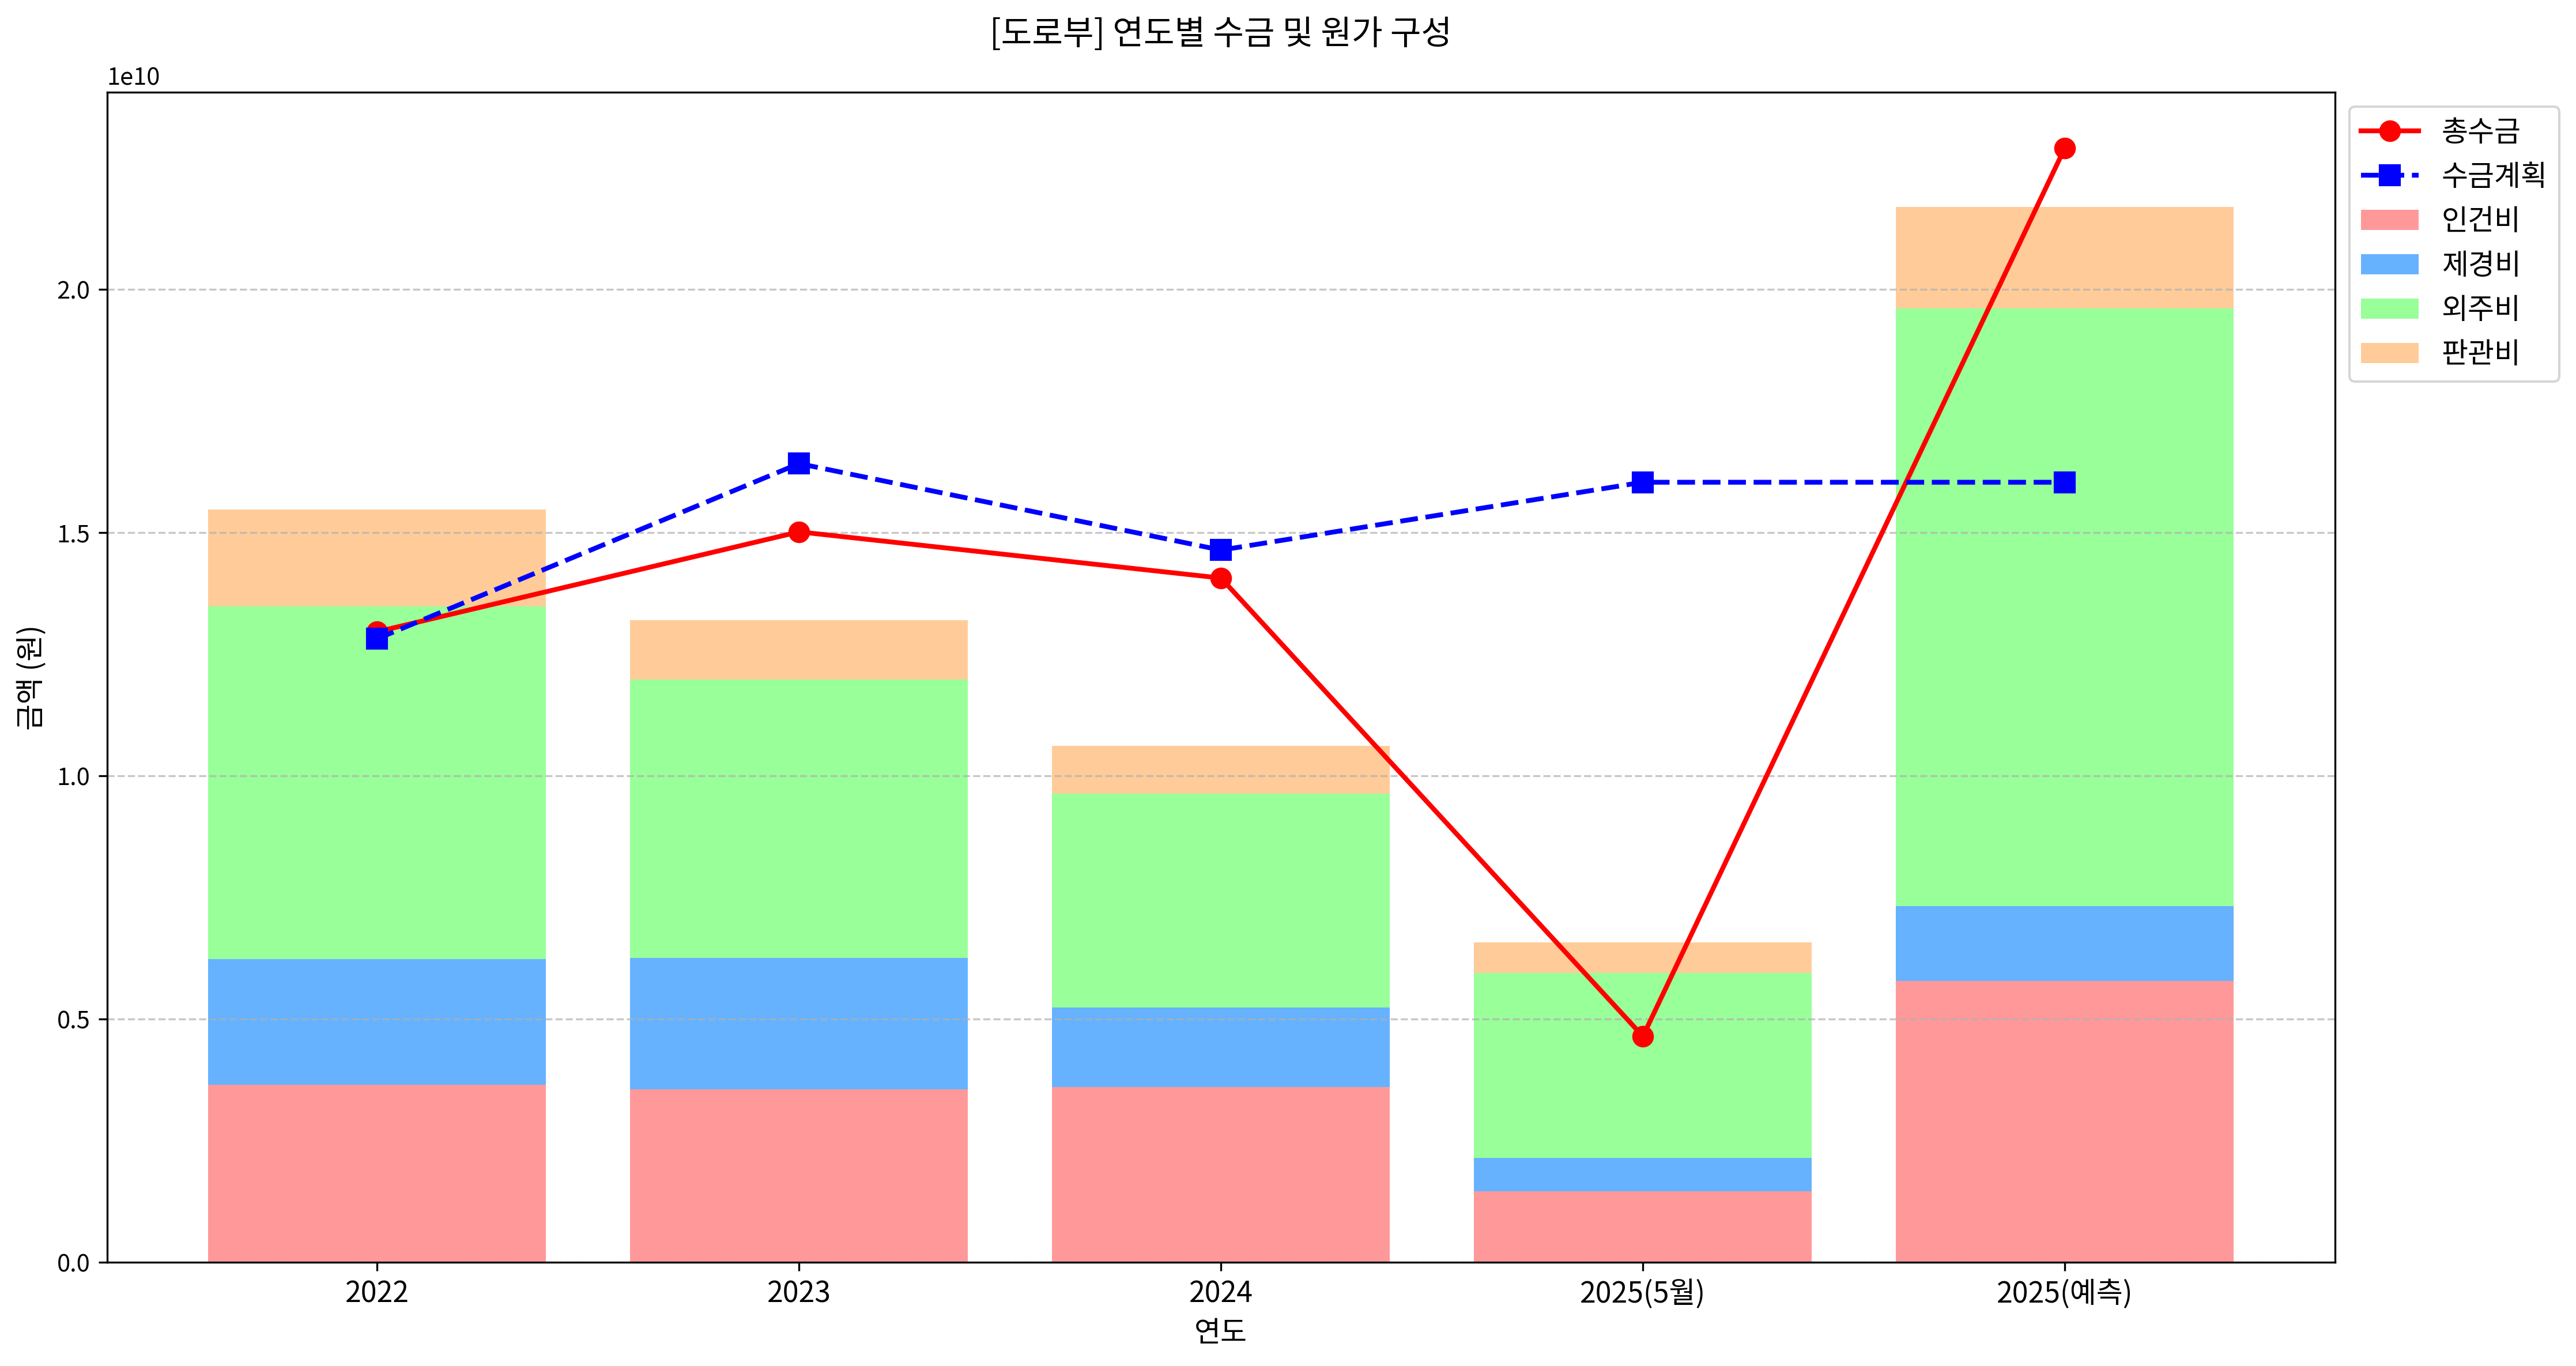 [도로부] 연도별 수금 및 원가 구성
1e10
총수금
수금계획
인건비
제경비
외주비
판관비
2.0
1.5
1.0
0.5
0.0
금액 (원)
2022
2023
2024
2025(5월)
2025(예측)
연도